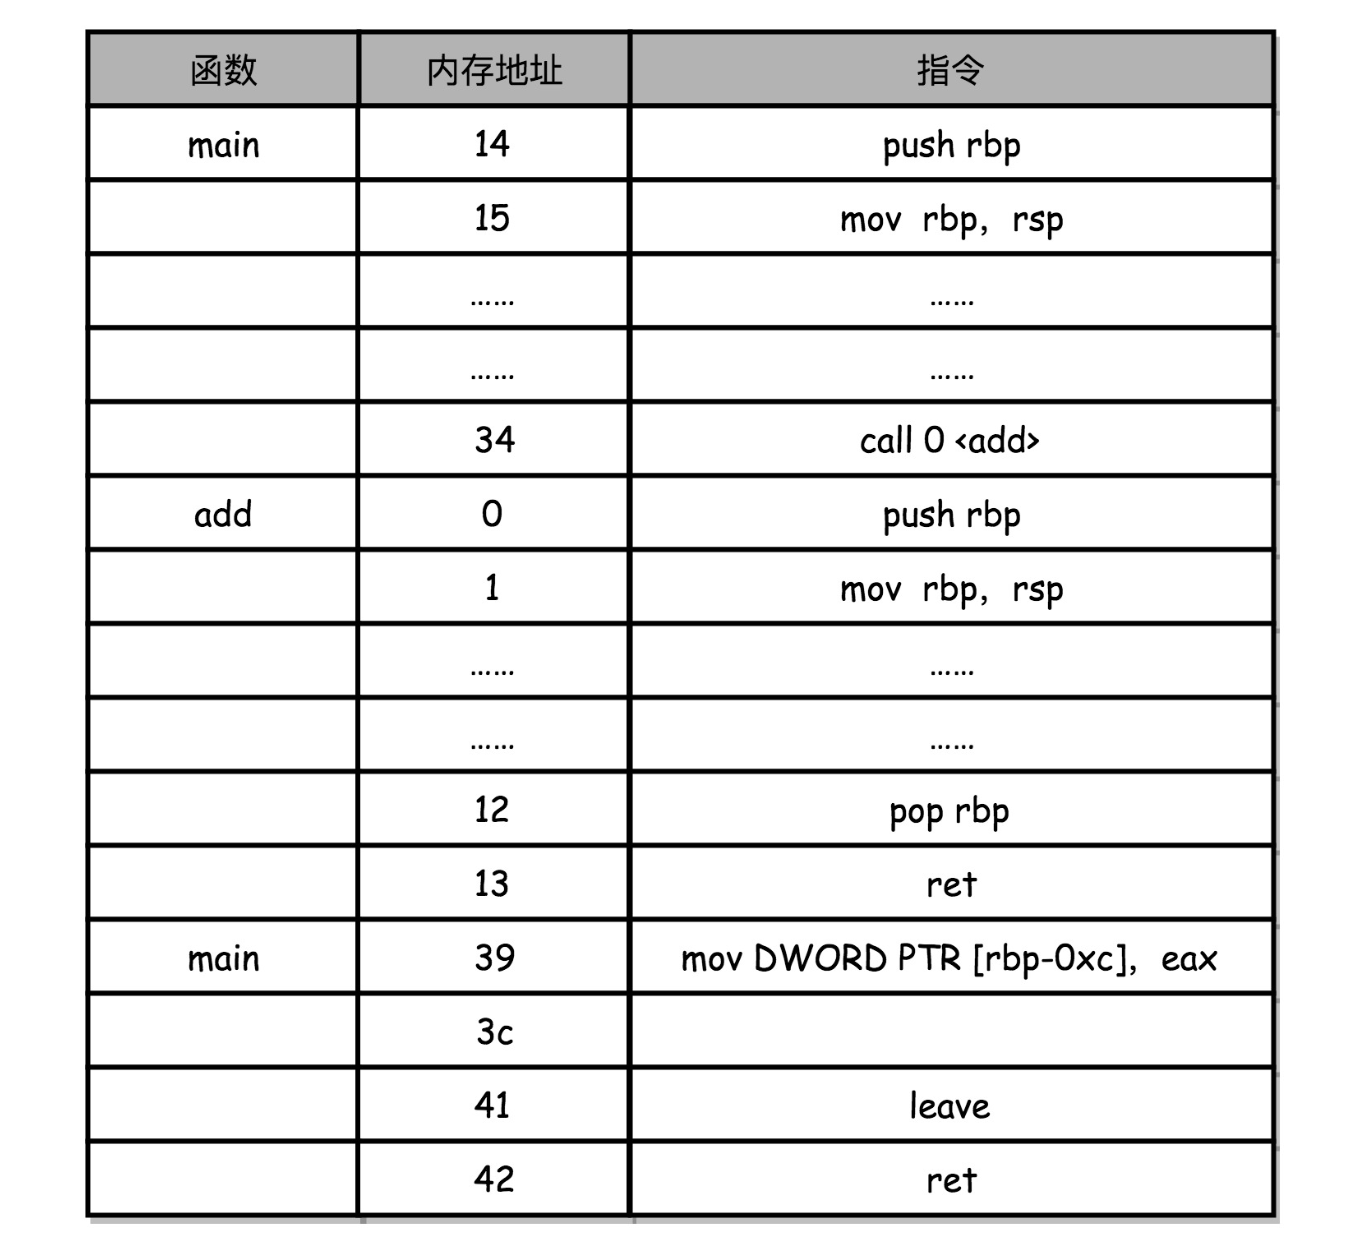 函数 内存地址 指令
main 14 push rbp
15 mov rbp, rsp
...... ......
...... ......
34 call 0 <add>
add 0 push rbp
1 mov rbp, rsp
...... ......
...... ......
12 pop rbp
13 ret
main 39 mov DWORD PTR [rbp-0xc], eax
3c
41 leave
42 ret